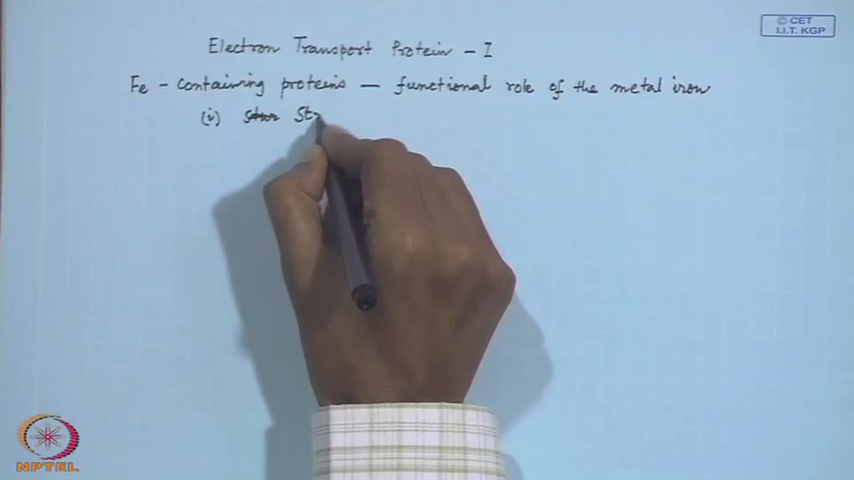 © CET
I.I.T. KGP
Electron Transport Protein - I
Fe - containing proteins — functional role of the metal iron
(i) St
NPTEL